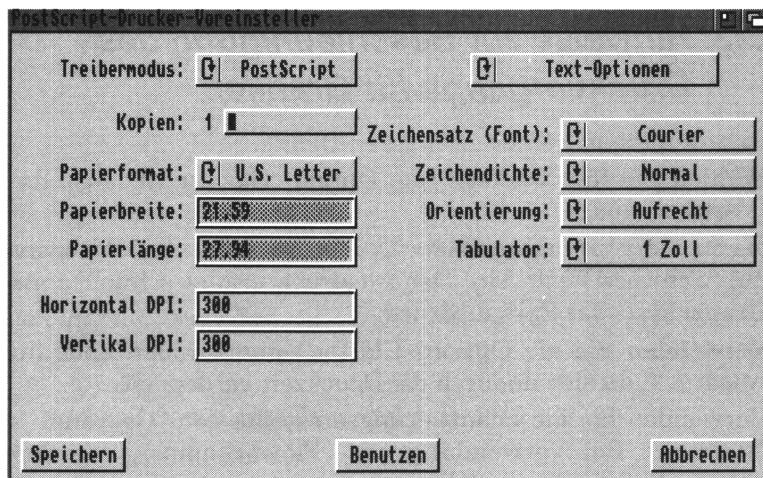 PostScript-Drucker-Voreinsteller
Treibermodus: PostScript
Text-Optionen
Kopien: 1
Zeichensatz (Font): Courier
Papierformat: U.S. Letter
Zeichendichte: Normal
Papierbreite: 21.59
Orientierung: Aufrecht
Papierlänge: 27.94
Tabulator: 1 Zoll
Horizontal DPI: 300
Vertikal DPI: 300
Speichern
Benutzen
Abbrechen